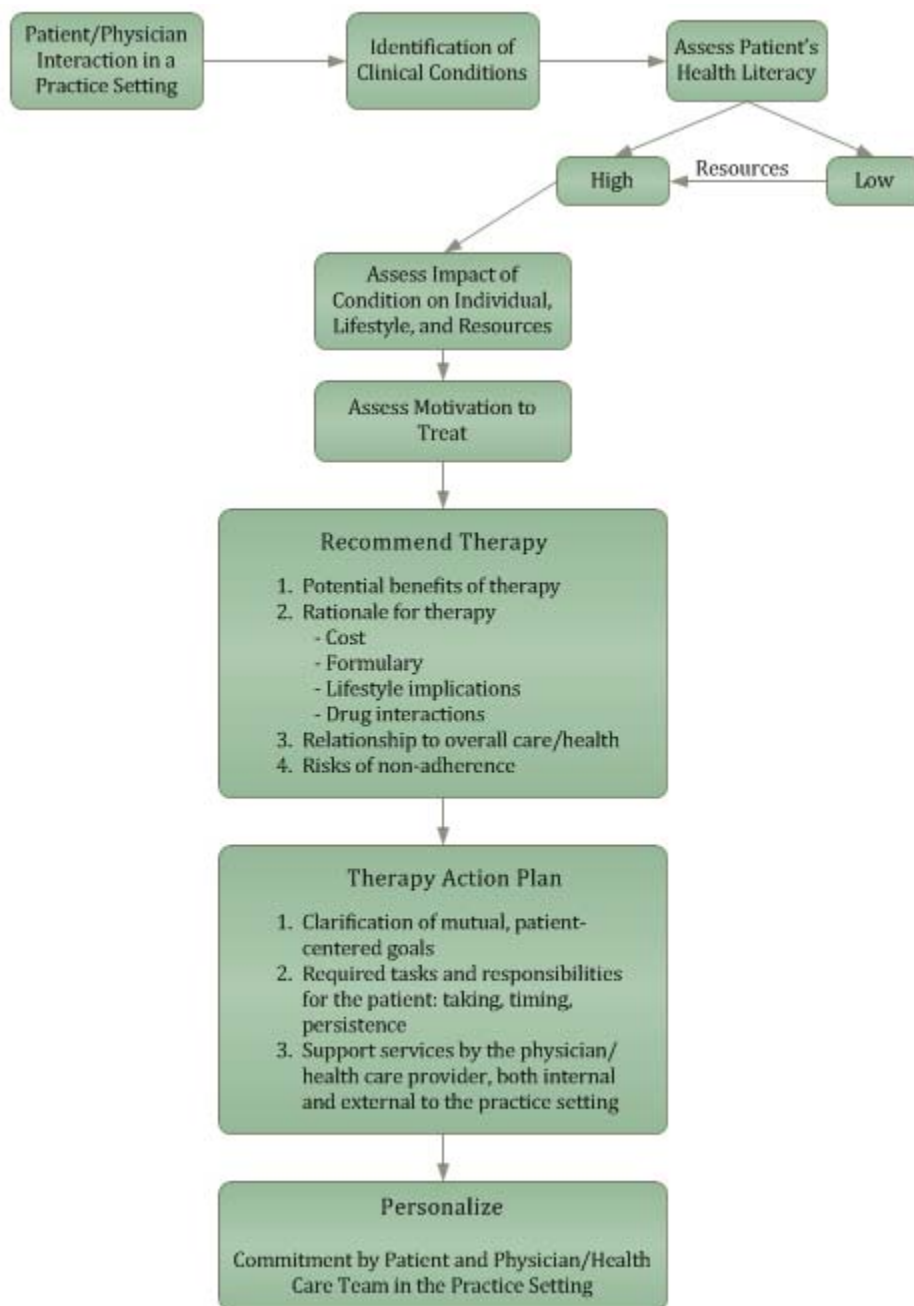 Patient/Physician
Interaction in a
Practice Setting
Identification of
Clinical Conditions
Assess Patient's
Health Literacy
High
Resources
Low
Assess Impact of
Condition on Individual,
Lifestyle, and Resources
Assess Motivation to
Treat
Recommend Therapy
1. Potential benefits of therapy
2. Rationale for therapy
- Cost
- Formulary
- Lifestyle implications
- Drug interactions
3. Relationship to overall care/health
4. Risks of non-adherence
Therapy Action Plan
1. Clarification of mutual, patient-
centered goals
2. Required tasks and responsibilities
for the patient: taking, timing,
persistence
3. Support services by the physician/
health care provider, both internal
and external to the practice setting
Personalize
Commitment by Patient and Physician/Health
Care Team in the Practice Setting